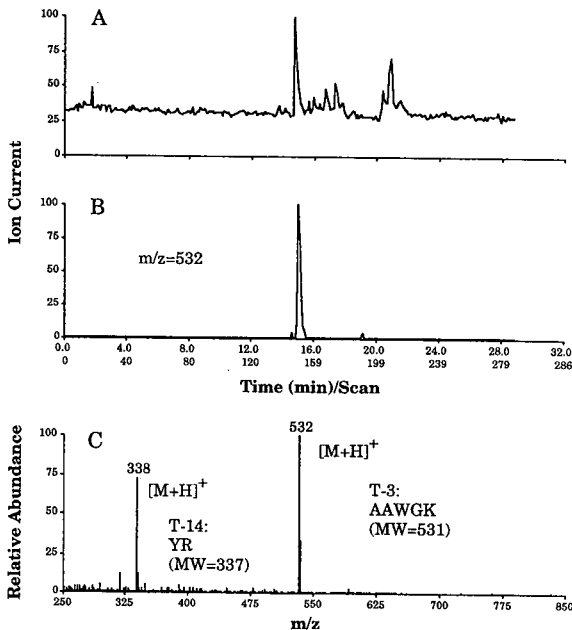 A
100
75
50
25
0
Ion Current
B
100
75
50
25
0
m/z=532
0.0 4.0 8.0 12.0 16.0 20.0 24.0 28.0 32.0
0 40 80 120 159 199 239 279 286
Time (min)/Scan
C
Relative Abundance
100
75
50
25
0
338
[M+H]+
T-14:
YR
(MW=337)
532
[M+H]+
T-3:
AAWGK
(MW=531)
250 325 400 475 550 625 700 775 850
m/z